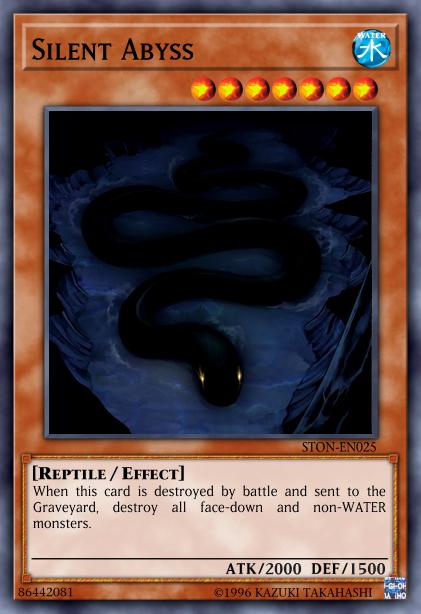 SILENT ABYSS
WATER
水
STON-EN025
[REPTILE / EFFECT]
When this card is destroyed by battle and sent to the
Graveyard, destroy all face-down and non-WATER
monsters.
ATK/2000 DEF/1500
86442081
©1996 KAZUKI TAKAHASHI